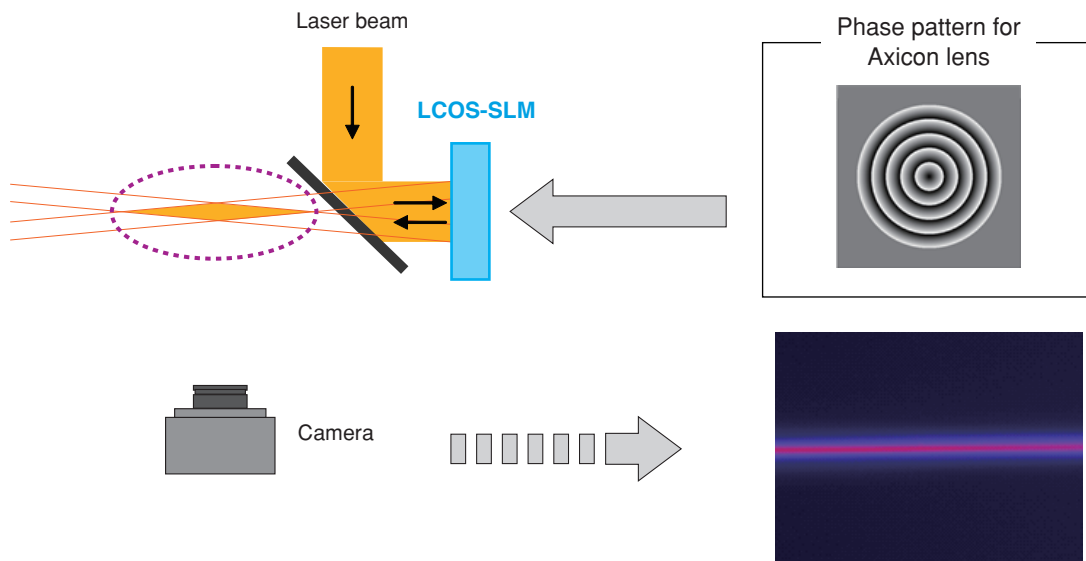 Laser beam
LCOS-SLM
Phase pattern for
Axicon lens
Camera